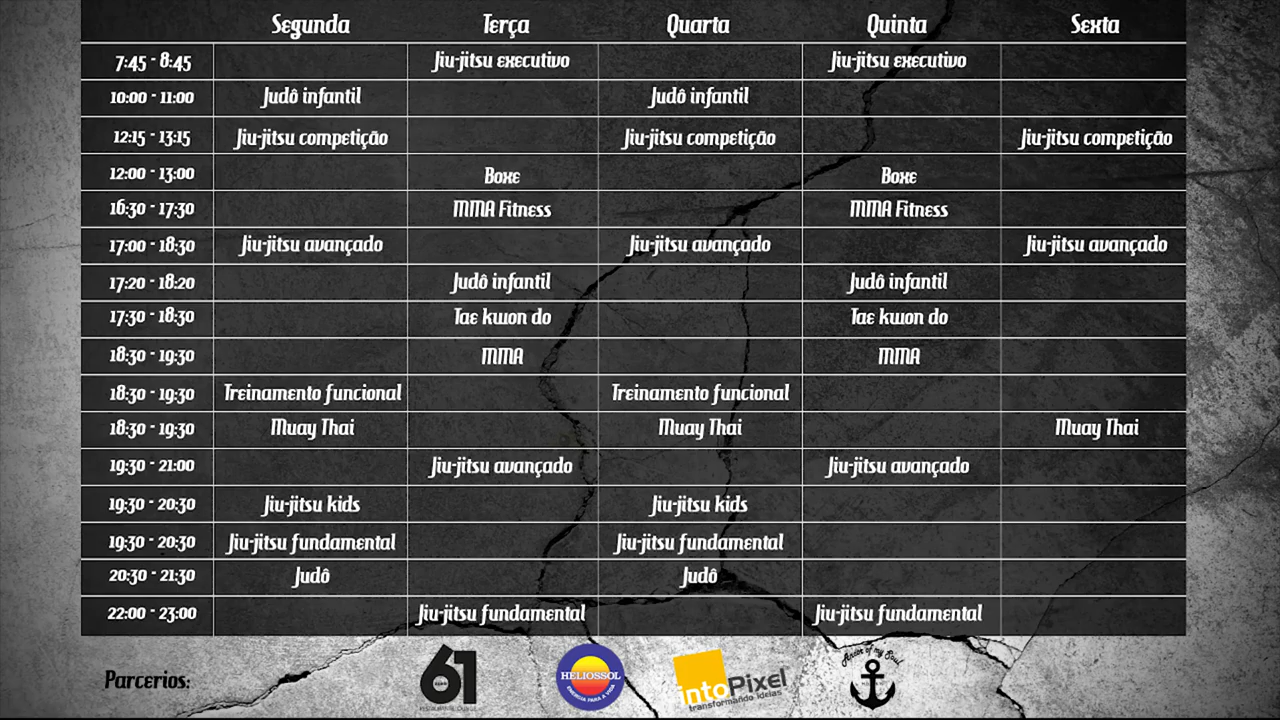 Segunda Terça Quarta Quinta Sexta
7:45 - 8:45 Jiu-jitsu executivo Jiu-jitsu executivo
10:00 - 11:00 Judô infantil Judô infantil
12:15 - 13:15 Jiu-jitsu competição Jiu-jitsu competição Jiu-jitsu competição
12:00 - 13:00 Boxe Boxe
16:30 - 17:30 MMA Fitness MMA Fitness
17:00 - 18:30 Jiu-jitsu avançado Jiu-jitsu avançado Jiu-jitsu avançado
17:20 - 18:20 Judô infantil Judô infantil
17:30 - 18:30 Tae kwon do Tae kwon do
18:30 - 19:30 MMA MMA
18:30 - 19:30 Treinamento funcional Treinamento funcional
18:30 - 19:30 Muay Thai Muay Thai Muay Thai
19:30 - 21:00 Jiu-jitsu avançado Jiu-jitsu avançado
19:30 - 20:30 Jiu-jitsu kids Jiu-jitsu kids
19:30 - 20:30 Jiu-jitsu fundamental Jiu-jitsu fundamental
20:30 - 21:30 Judô Judô
22:00 - 23:00 Jiu-jitsu fundamental Jiu-jitsu fundamental
Parcerios:
61
HELIOSSOL
ENERGIA PARA A VIDA
intoPixel
transformando ideias
of my Soul